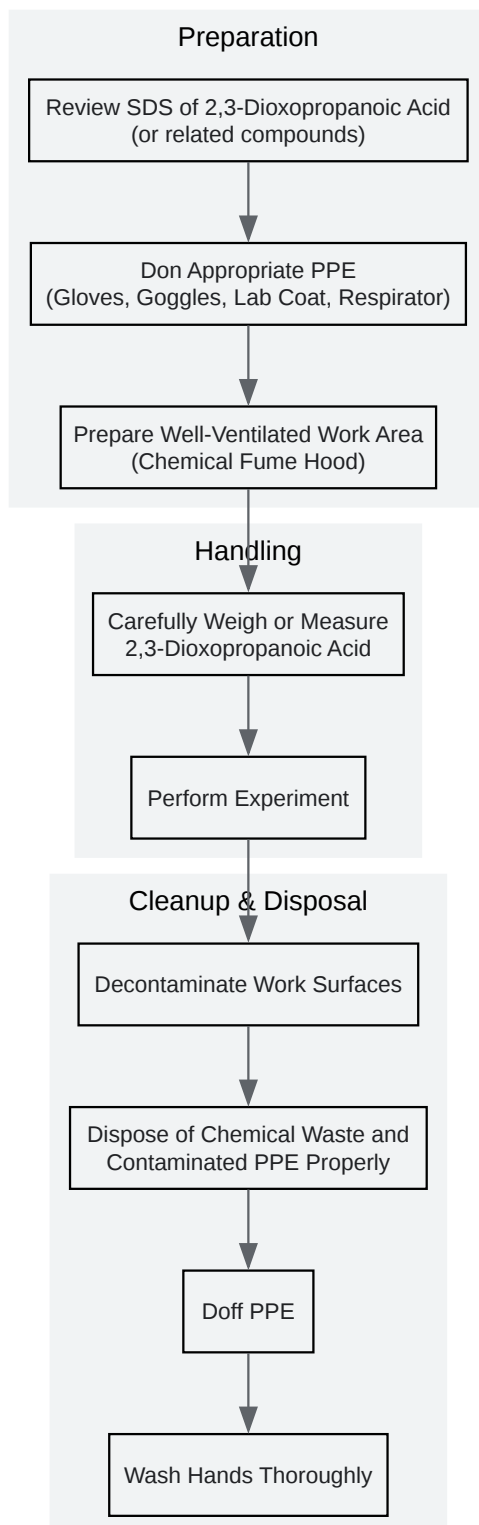 Preparation
Review SDS of 2,3-Dioxopropanoic Acid
(or related compounds)
Don Appropriate PPE
(Gloves, Goggles, Lab Coat, Respirator)
Prepare Well-Ventilated Work Area
(Chemical Fume Hood)
Handling
Carefully Weigh or Measure
2,3-Dioxopropanoic Acid
Perform Experiment
Cleanup & Disposal
Decontaminate Work Surfaces
Dispose of Chemical Waste and
Contaminated PPE Properly
Doff PPE
Wash Hands Thoroughly